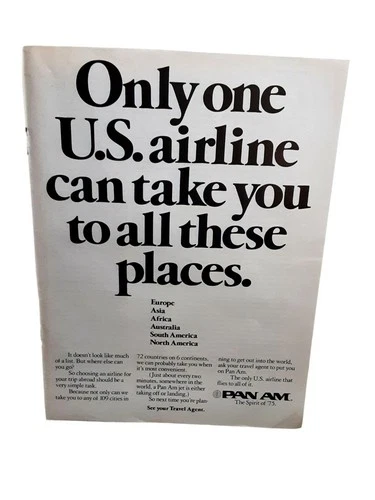 Only one
U.S. airline
can take you
to all these
places.
Europe
Asia
Africa
Australia
South America
North America
It doesn't look like much
of a list. But where else can
you go?
So choosing an airline for
your trip abroad should be a
very simple task.
Because not only can we
take you to any of 109 cities in
72 countries on 6 continents,
we can probably take you when
it's most convenient.
(Just about every two
minutes, somewhere in the
world, a Pan Am jet is either
taking off or landing.)
So next time you're plan-
ning to get out into the world,
ask your travel agent to put you
on Pan Am.
The only U.S. airline that
flies to all of it.
See your Travel Agent.
PAN AM
The Spirit of '75.